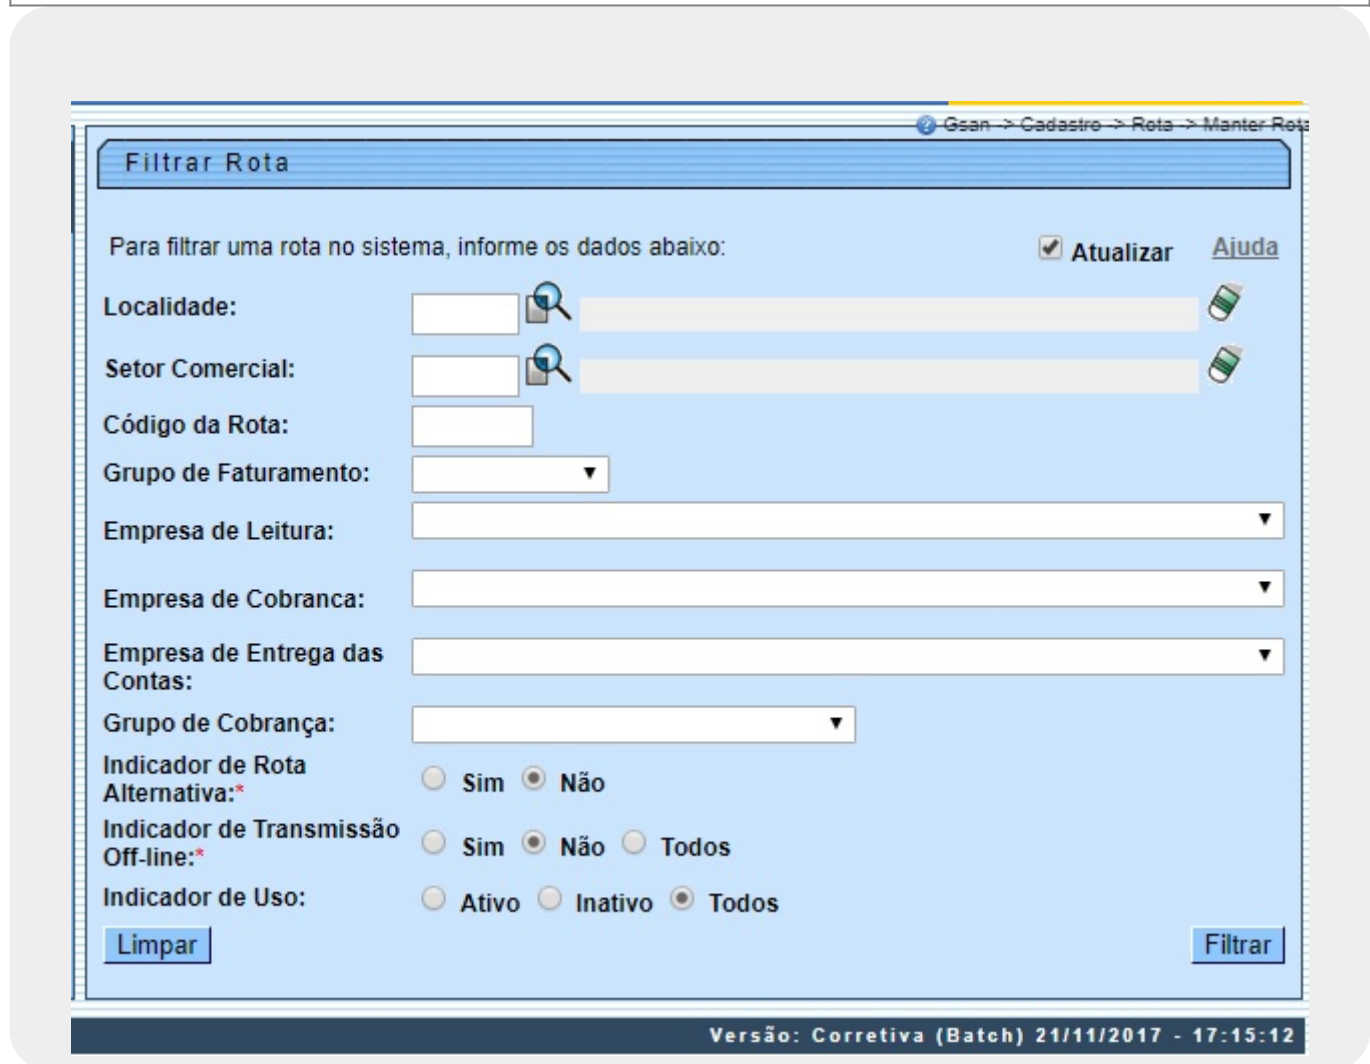 Gsan -> Cadastro -> Rota -> Manter Rota
Filtrar Rota
Para filtrar uma rota no sistema, informe os dados abaixo:
Atualizar
Ajuda
Localidade:
Setor Comercial:
Código da Rota:
Grupo de Faturamento:
Empresa de Leitura:
Empresa de Cobranca:
Empresa de Entrega das
Contas:
Grupo de Cobrança:
Indicador de Rota
Alternativa:*
Sim Não
Indicador de Transmissão
Off-line:*
Sim Não Todos
Indicador de Uso:
Ativo Inativo Todos
Limpar
Filtrar
Versão: Corretiva (Batch) 21/11/2017 - 17:15:12